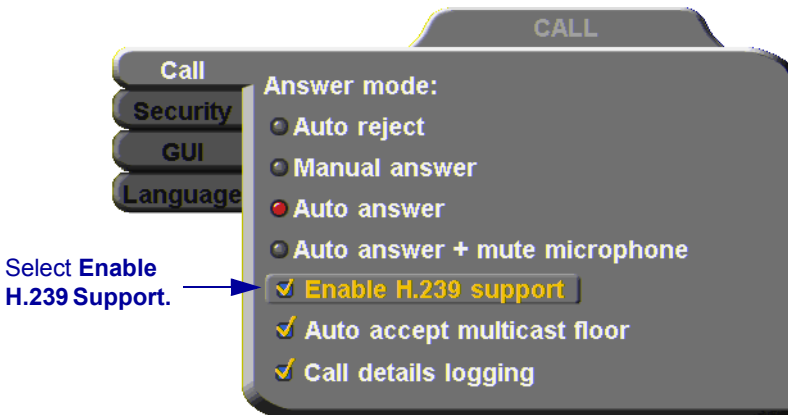 CALL
Call
Security
GUI
Language
Answer mode:
Auto reject
Manual answer
Auto answer
Auto answer + mute microphone
Enable H.239 support
Auto accept multicast floor
Call details logging
Select Enable
H.239 Support.